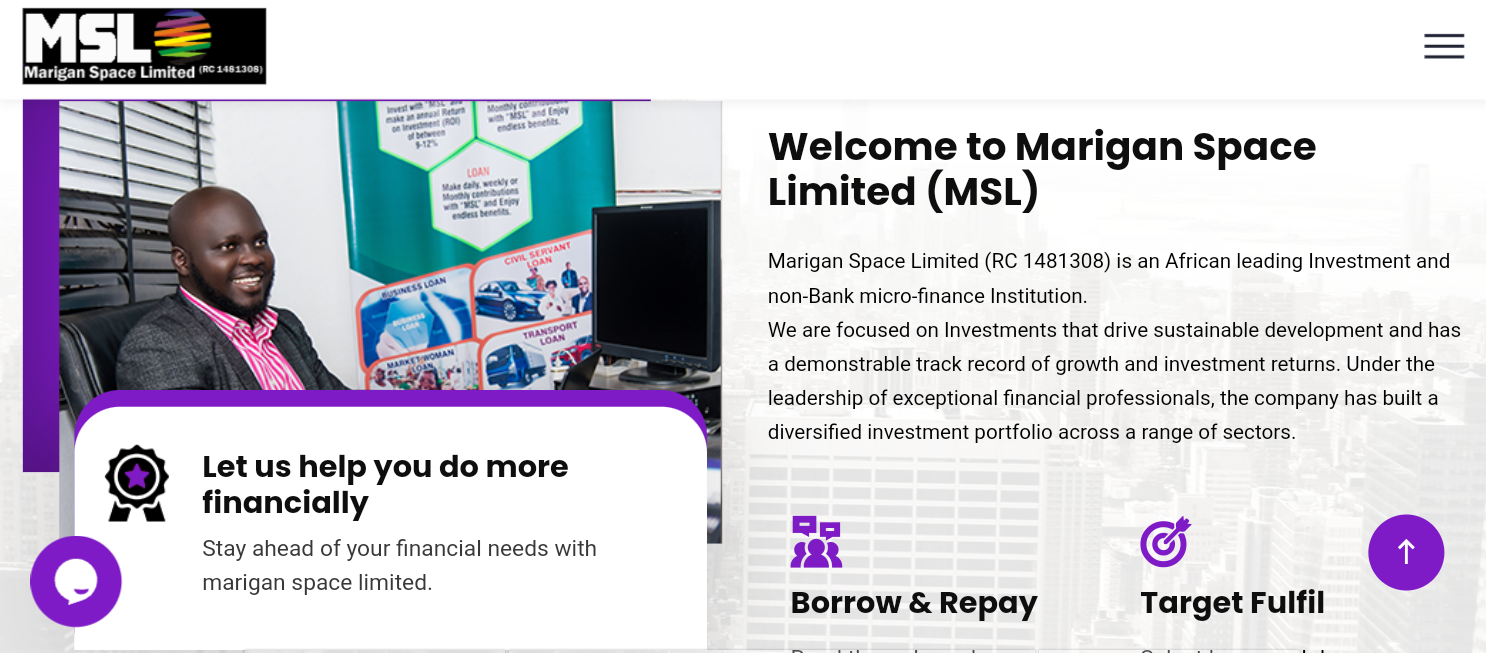 MSL
Marigan Space Limited (RC 1481308)
Invest with "MSL" and
make an annual Return
on Investment (ROI)
of between
9-12%
Monthly contributions
with "MSL" and Enjoy
endless benefits.
LOAN
Make daily, weekly or
Monthly contributions
with "MSL" and Enjoy
endless benefits.
BUSINESS LOAN
BUSINESS
LOAN
CIVIL SERVANT
LOAN
MARKET WOMAN
LOAN
TRANSPORT
LOAN
Let us help you do more
financially
Stay ahead of your financial needs with
marigan space limited.
Welcome to Marigan Space
Limited (MSL)
Marigan Space Limited (RC 1481308) is an African leading Investment and
non-Bank micro-finance Institution.
We are focused on Investments that drive sustainable development and has
a demonstrable track record of growth and investment returns. Under the
leadership of exceptional financial professionals, the company has built a
diversified investment portfolio across a range of sectors.
Borrow & Repay
Target Fulfil